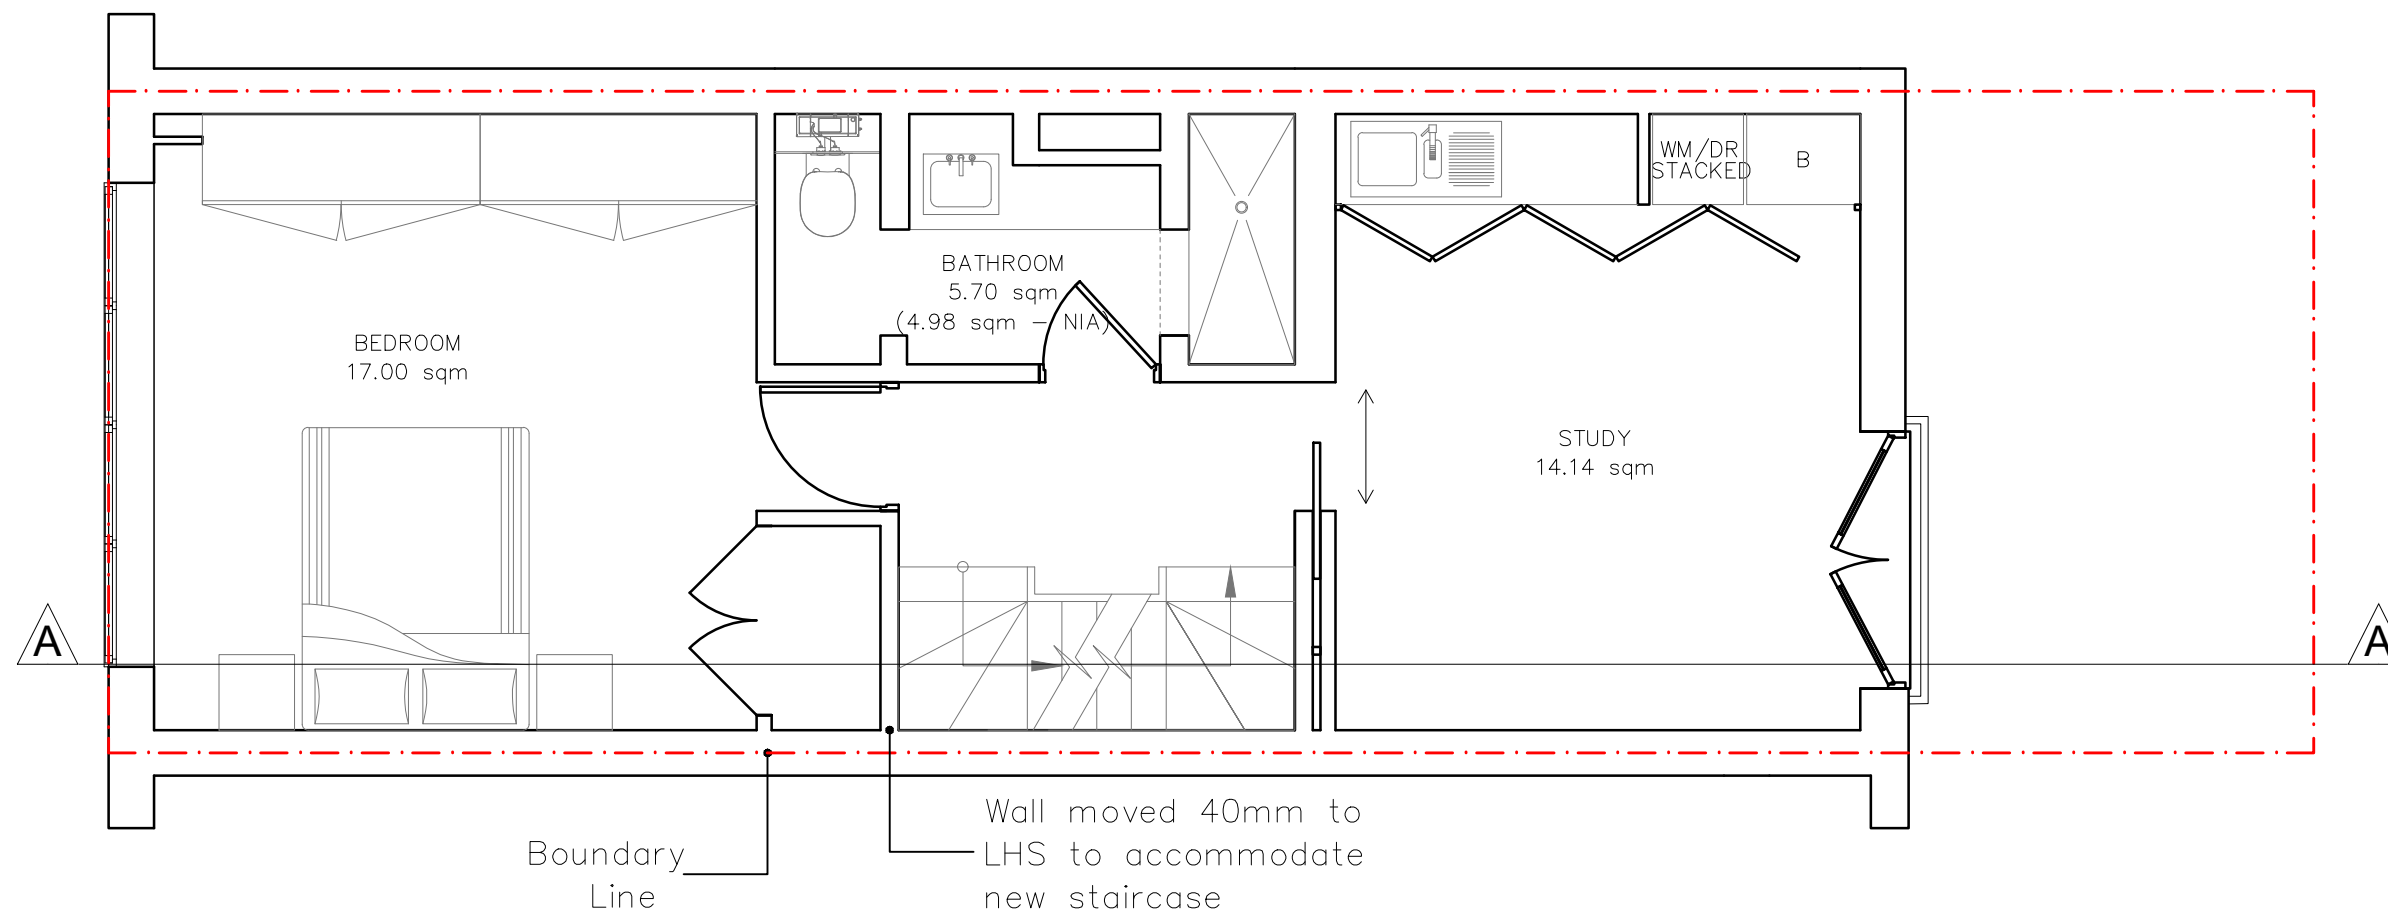 WM/DR
STACKED
B
BATHROOM
5.70 sqm
(4.98 sqm – NIA)
BEDROOM
17.00 sqm
STUDY
14.14 sqm
A
A
Wall moved 40mm to
LHS to accommodate
new staircase
Boundary
Line